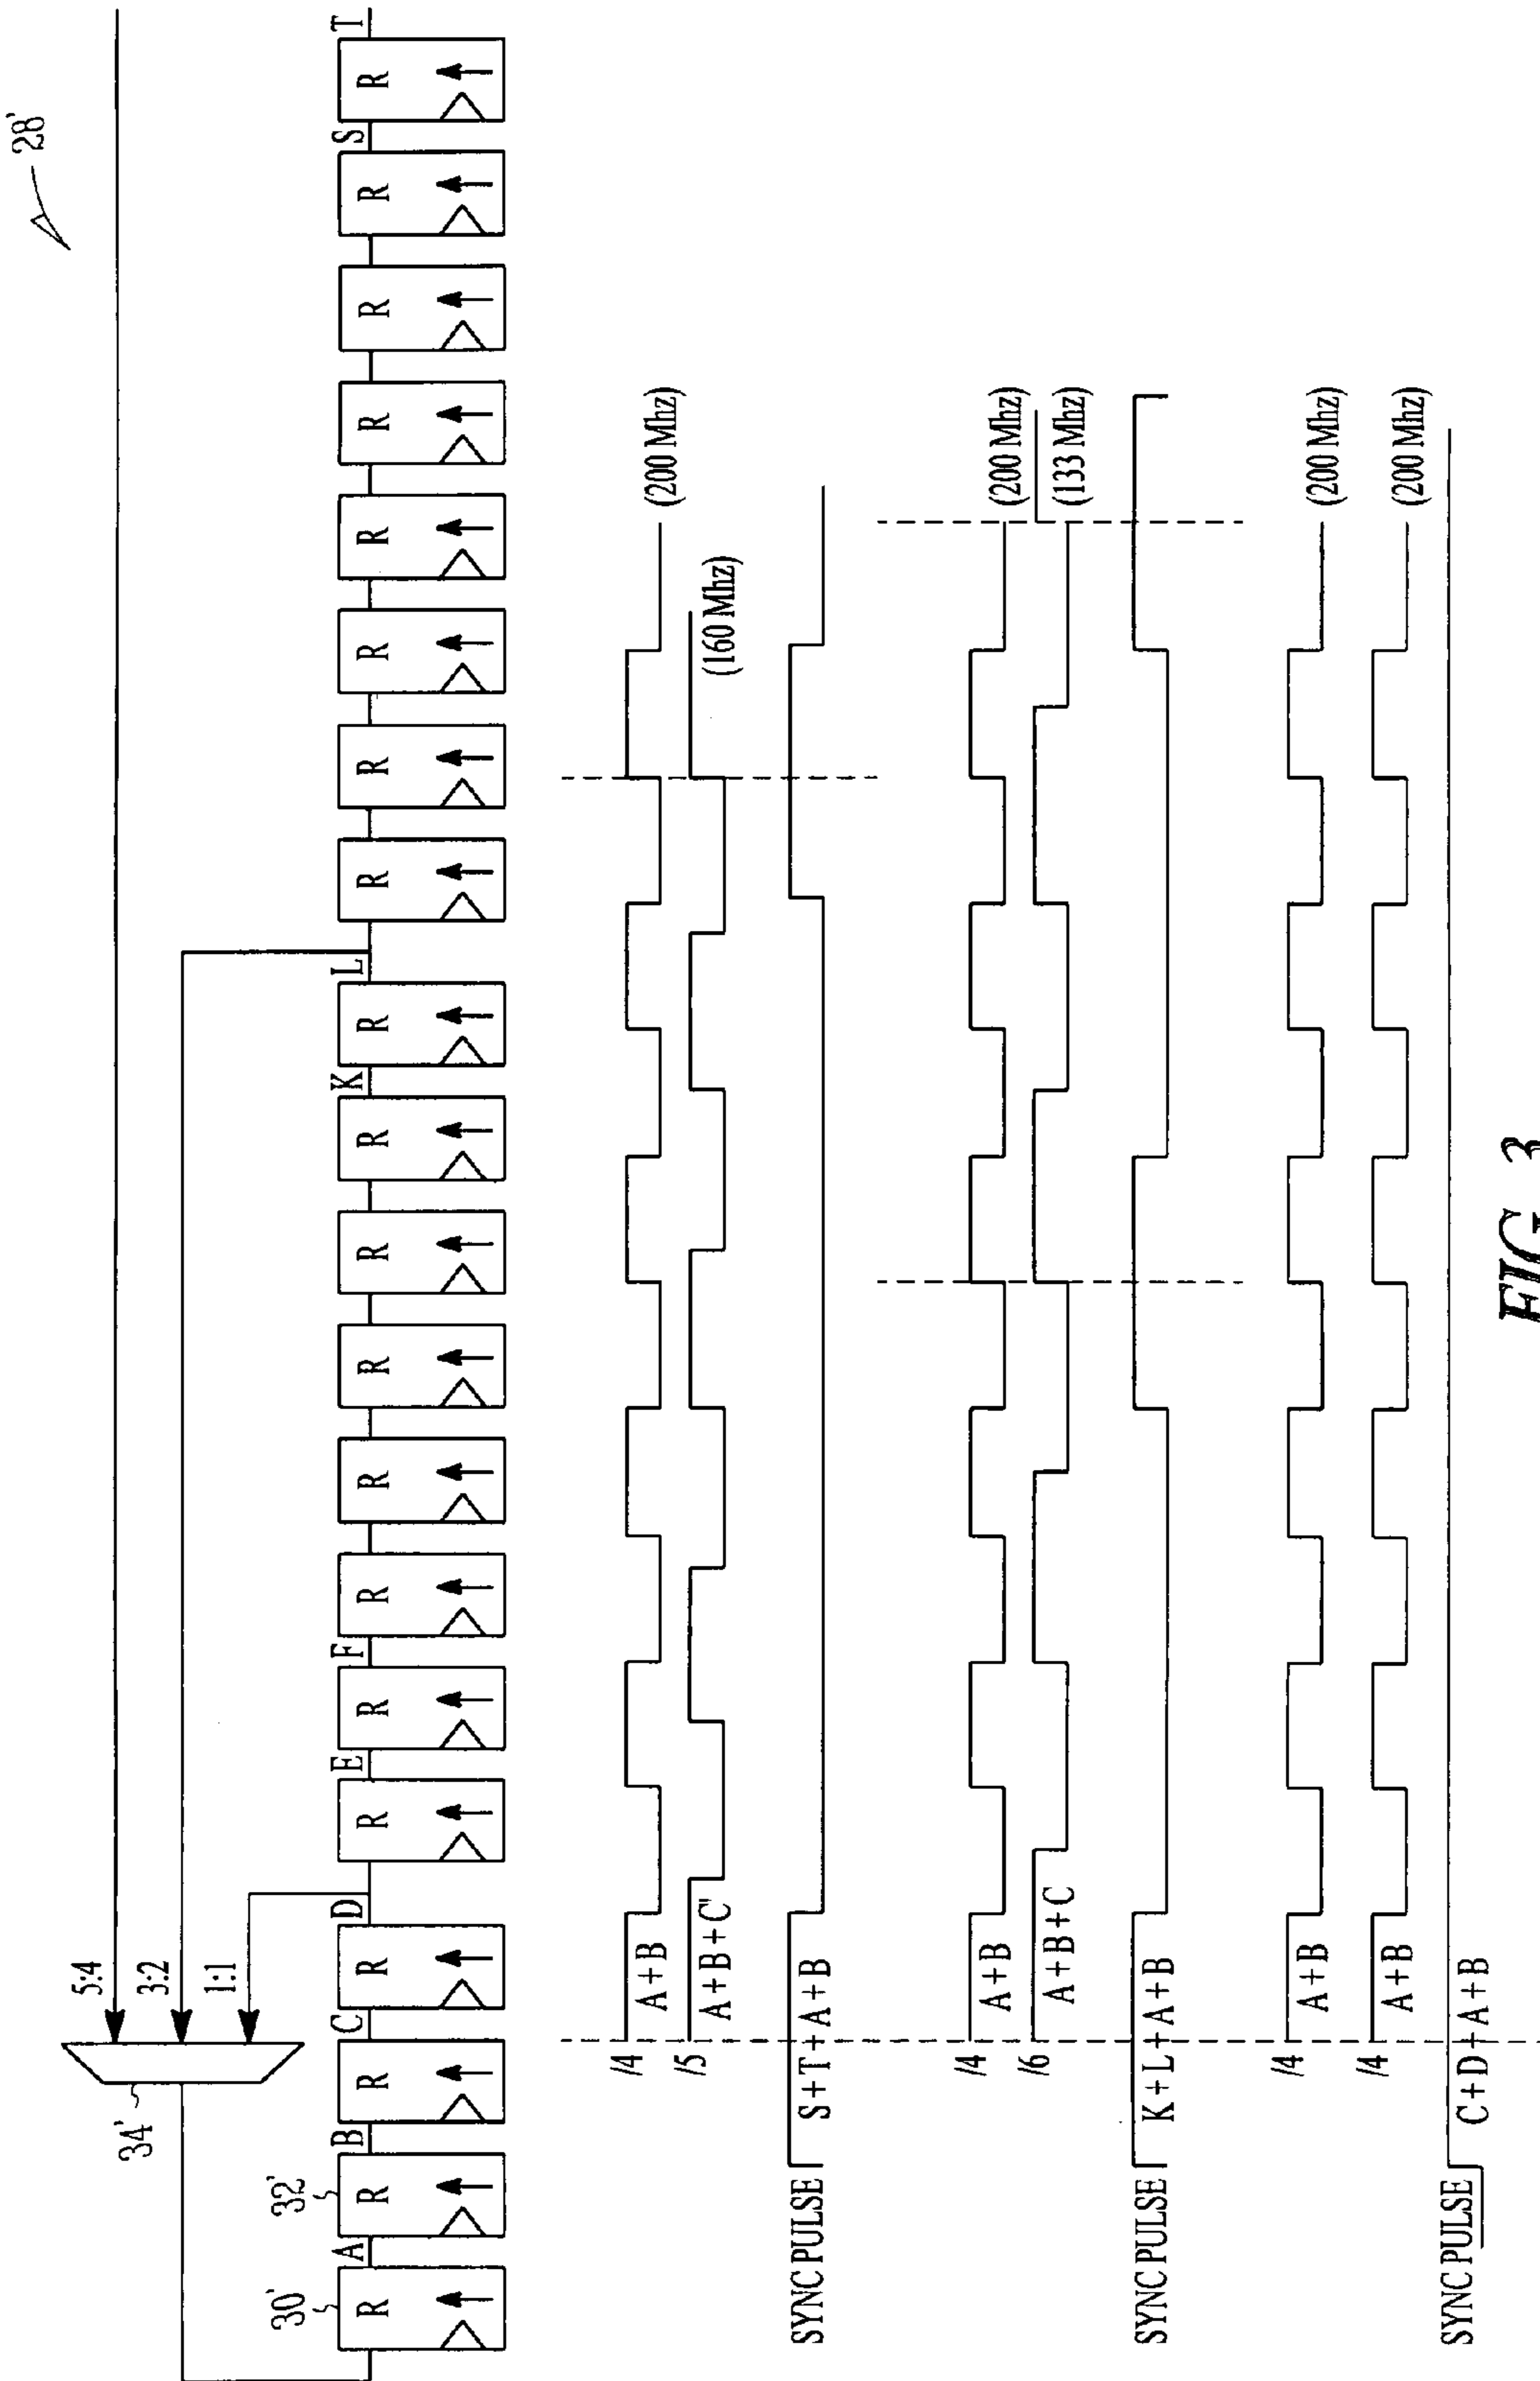 28'
34'
5:4
3:2
1:1
30'
32'
A B C D E F K L S T
R R R R R R R R R R R R R R R R R R R R
/4 A+B (200 Mhz)
/5 A+B+C' (160 Mhz)
SYNC PULSE S+T+A+B
/4 A+B (200 Mhz)
/6 A+B+C (133 Mhz)
SYNC PULSE K+L+A+B
/4 A+B (200 Mhz)
/4 A+B (200 Mhz)
SYNC PULSE C+D+A+B
FIG. 3